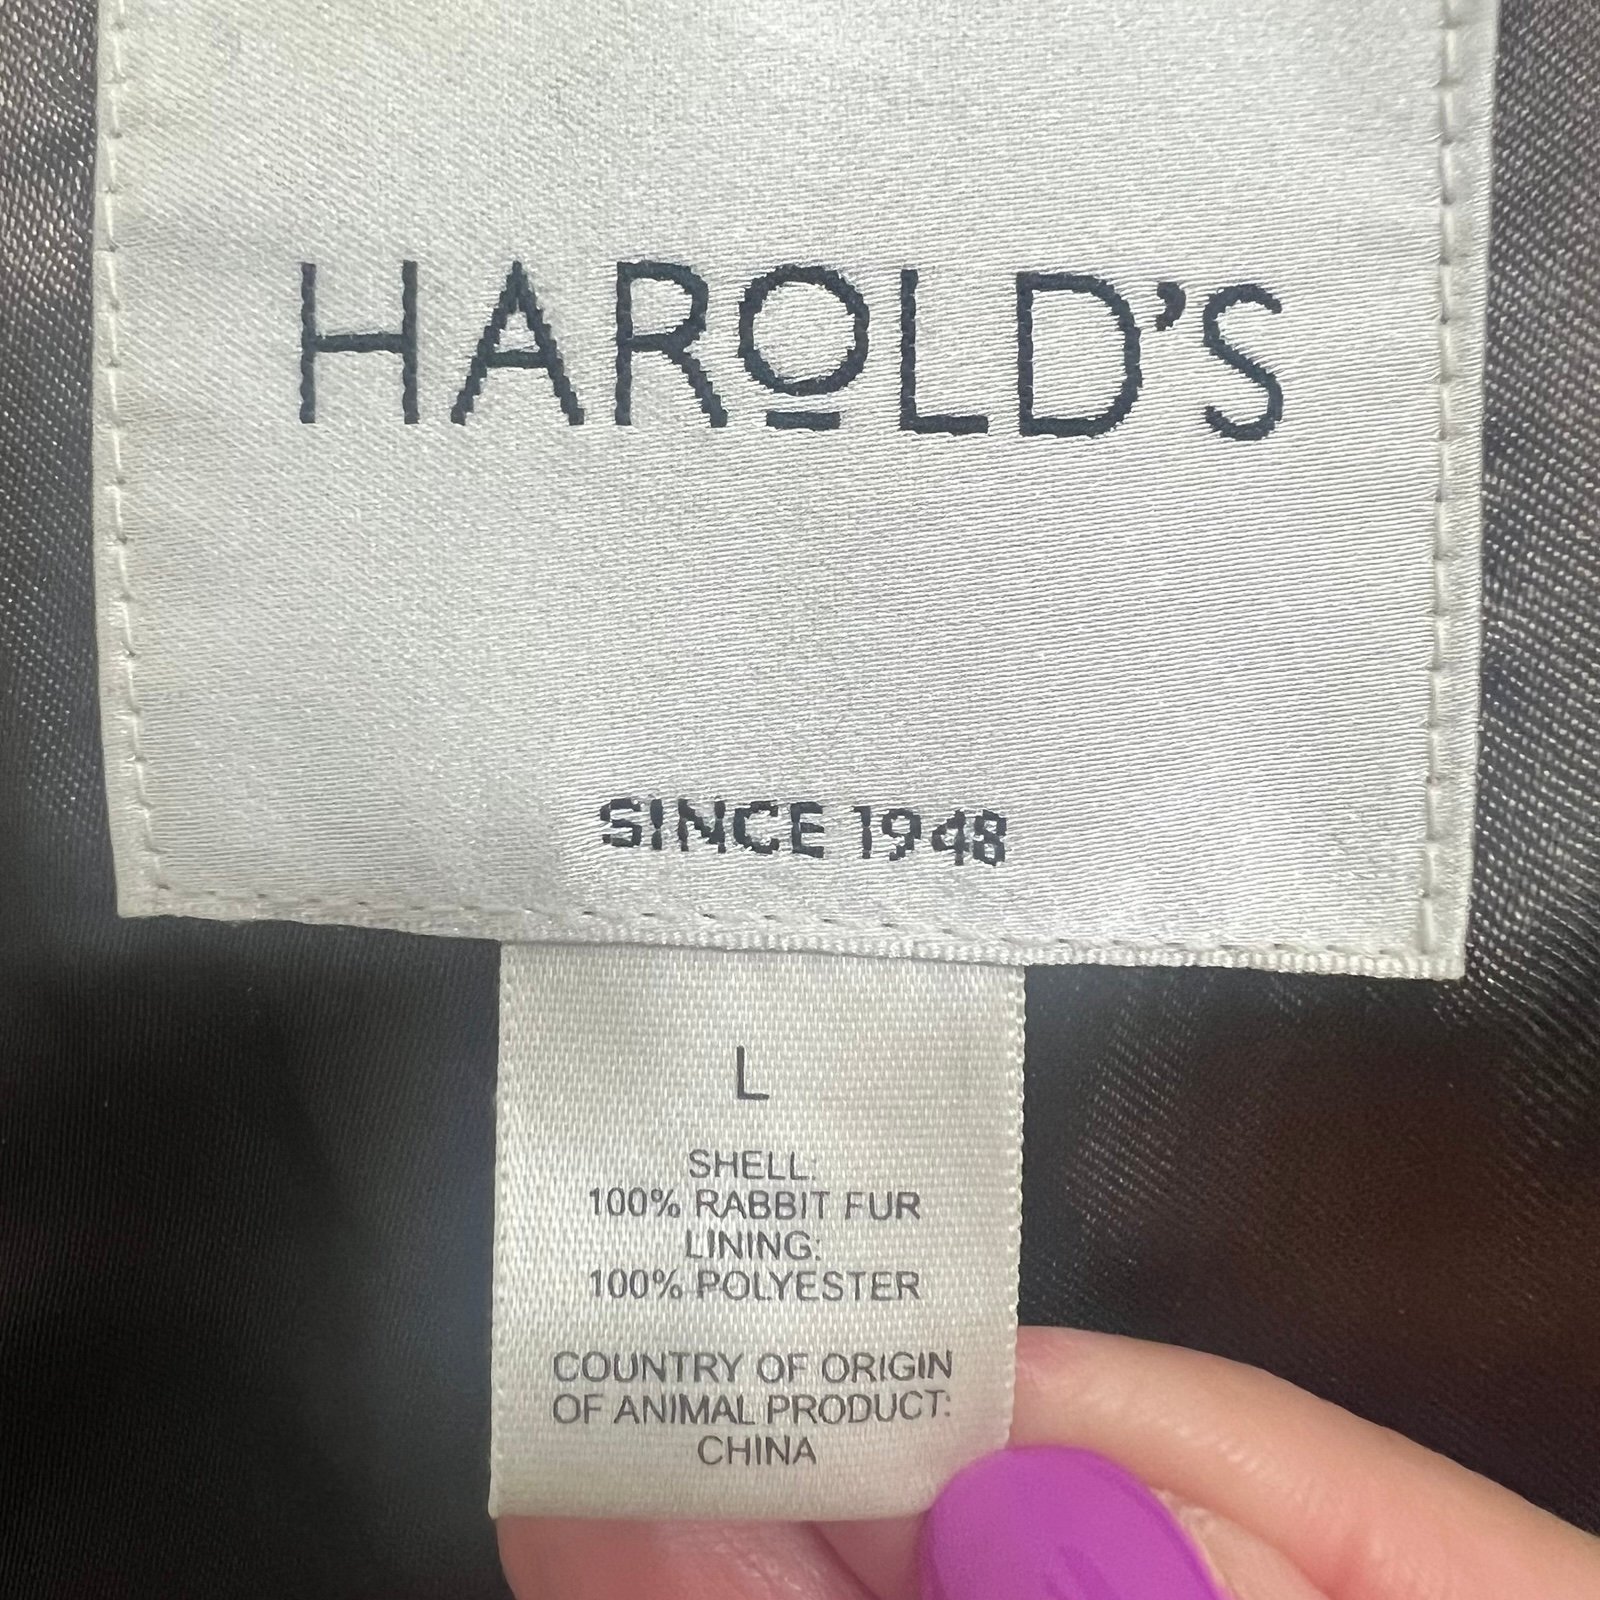 HAROLD'S
SINCE 1948
L
SHELL:
100% RABBIT FUR
LINING:
100% POLYESTER
COUNTRY OF ORIGIN
OF ANIMAL PRODUCT:
CHINA